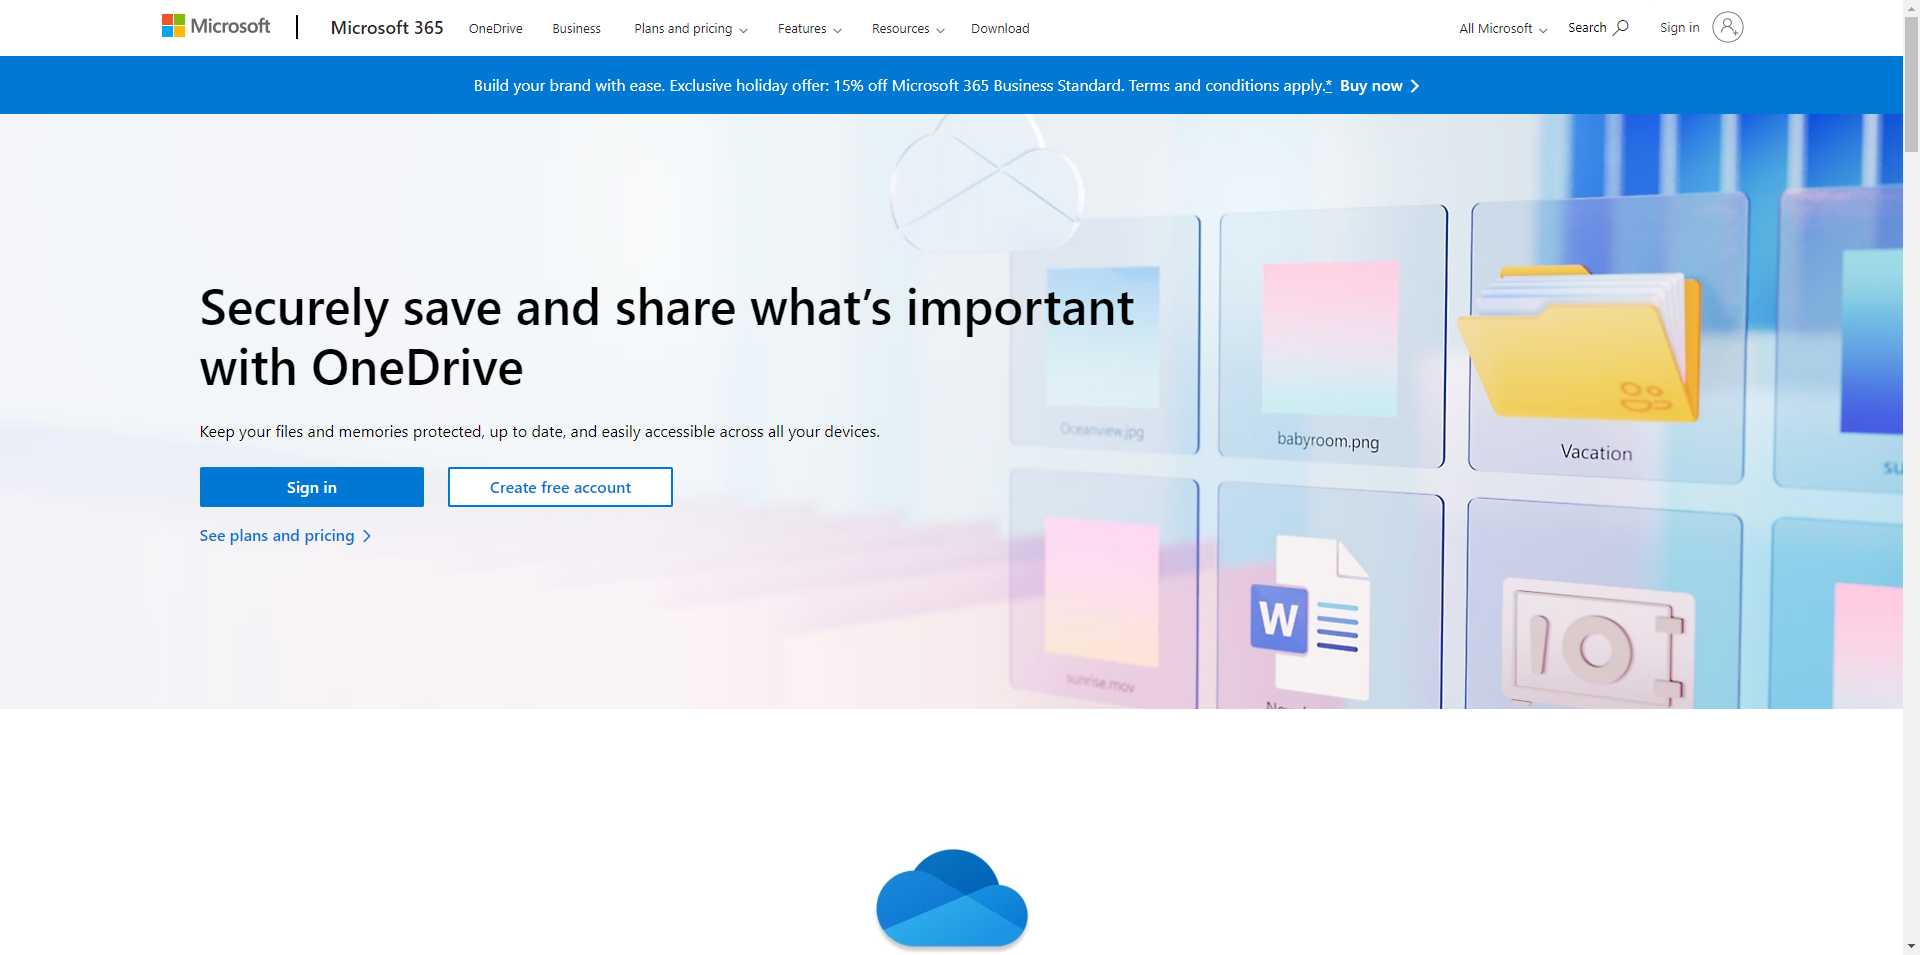 Microsoft
Microsoft 365
OneDrive
Business
Plans and pricing
Features
Resources
Download
All Microsoft
Search
Sign in
Build your brand with ease. Exclusive holiday offer: 15% off Microsoft 365 Business Standard. Terms and conditions apply.* Buy now
Securely save and share what’s important
with OneDrive
Keep your files and memories protected, up to date, and easily accessible across all your devices.
Sign in
Create free account
See plans and pricing
Oceanview.jpg
babyroom.png
Vacation
sunrise.mov
W